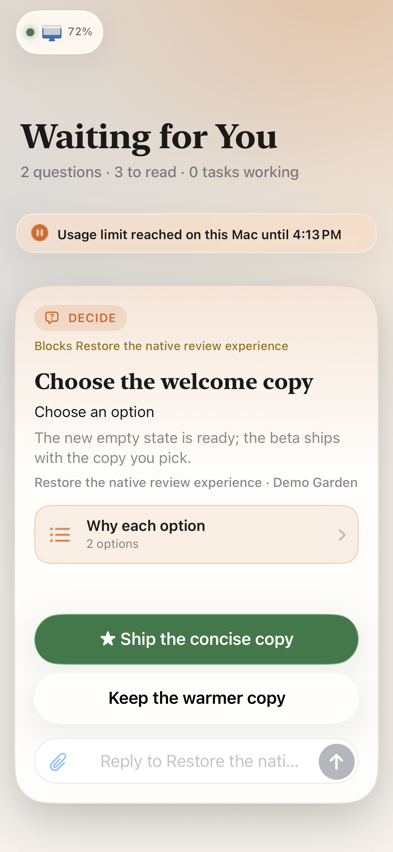 72%
Waiting for You
2 questions · 3 to read · 0 tasks working
Usage limit reached on this Mac until 4:13 PM
DECIDE
Blocks Restore the native review experience
Choose the welcome copy
Choose an option
The new empty state is ready; the beta ships
with the copy you pick.
Restore the native review experience · Demo Garden
Why each option
2 options
Ship the concise copy
Keep the warmer copy
Reply to Restore the nati...